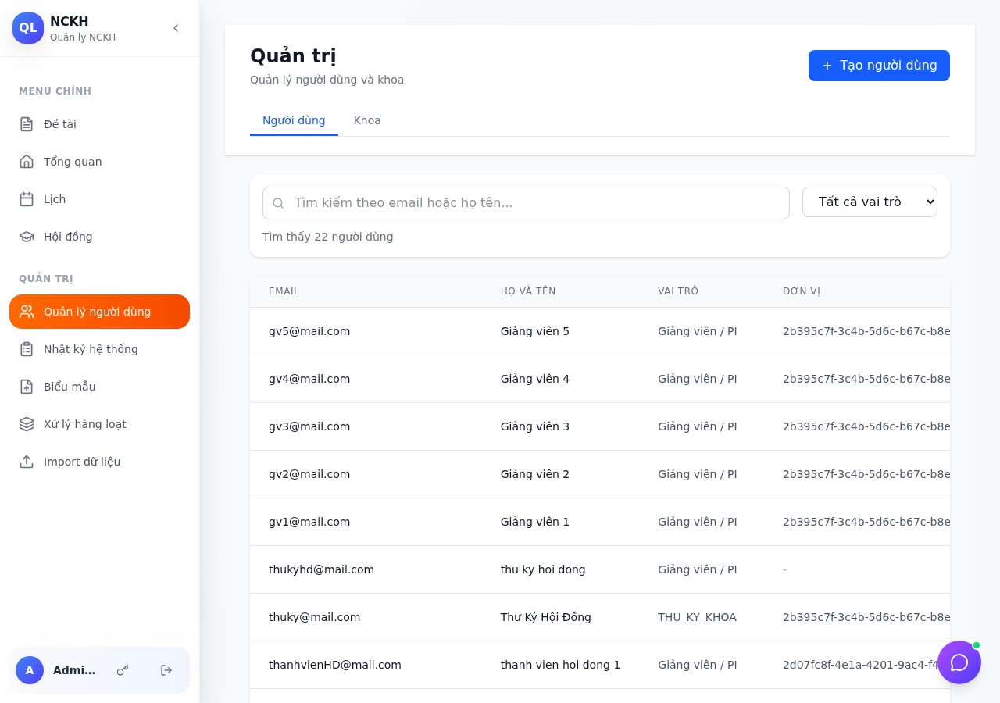 QL
NCKH
Quản lý NCKH
MENU CHÍNH
Đề tài
Tổng quan
Lịch
Hội đồng
QUẢN TRỊ
Quản lý người dùng
Nhật ký hệ thống
Biểu mẫu
Xử lý hàng loạt
Import dữ liệu
A
Admi...
Quản trị
Quản lý người dùng và khoa
Tạo người dùng
Người dùng
Khoa
Tìm kiếm theo email hoặc họ tên...
Tất cả vai trò
Tìm thấy 22 người dùng
EMAIL HỌ VÀ TÊN VAI TRÒ ĐƠN VỊ
gv5@mail.com Giảng viên 5 Giảng viên / PI 2b395c7f-3c4b-5d6c-b67c-b8e
gv4@mail.com Giảng viên 4 Giảng viên / PI 2b395c7f-3c4b-5d6c-b67c-b8e
gv3@mail.com Giảng viên 3 Giảng viên / PI 2b395c7f-3c4b-5d6c-b67c-b8e
gv2@mail.com Giảng viên 2 Giảng viên / PI 2b395c7f-3c4b-5d6c-b67c-b8e
gv1@mail.com Giảng viên 1 Giảng viên / PI 2b395c7f-3c4b-5d6c-b67c-b8e
thukyhd@mail.com thu ky hoi dong Giảng viên / PI -
thuky@mail.com Thư Ký Hội Đồng THU_KY_KHOA 2b395c7f-3c4b-5d6c-b67c-b8e
thanhvienHD@mail.com thanh vien hoi dong 1 Giảng viên / PI 2d07fc8f-4e1a-4201-9ac4-f4